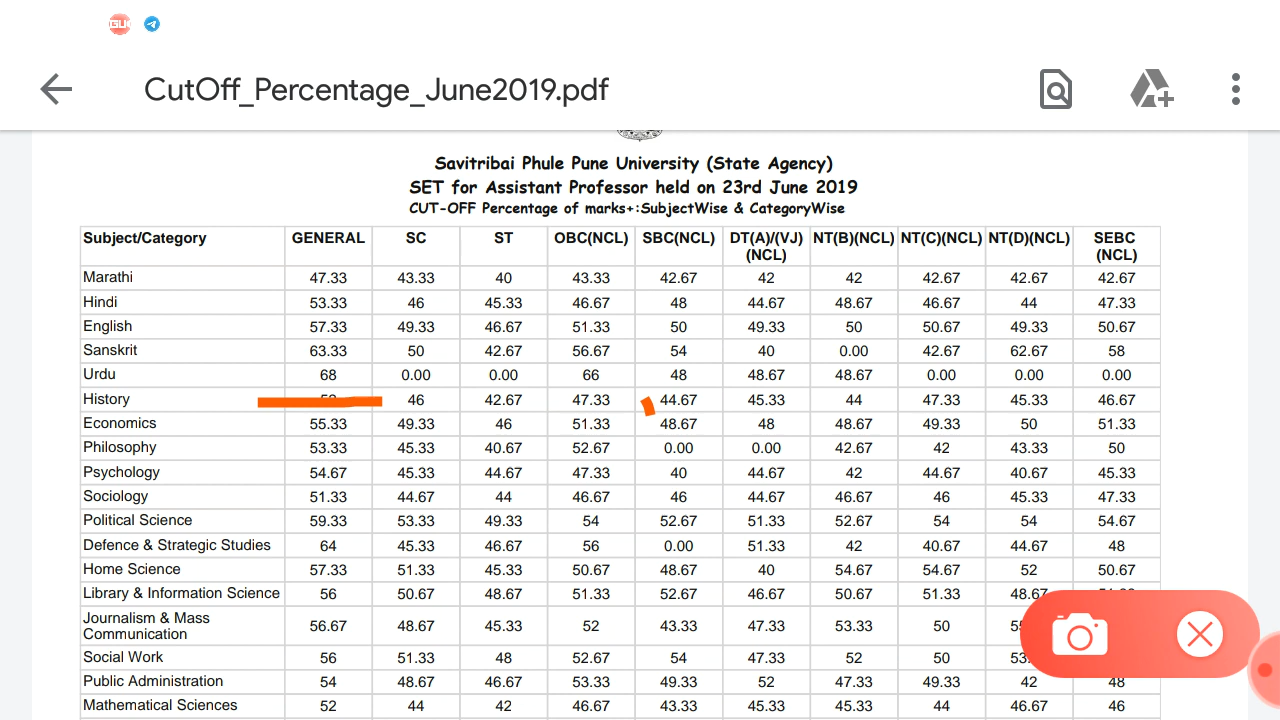 GU
CutOff_Percentage_June2019.pdf
Savitribai Phule Pune University (State Agency)
SET for Assistant Professor held on 23rd June 2019
CUT-OFF Percentage of marks+:SubjectWise & CategoryWise
Subject/Category GENERAL SC ST OBC(NCL) SBC(NCL) DT(A)/(VJ) (NCL) NT(B)(NCL) NT(C)(NCL) NT(D)(NCL) SEBC (NCL)
Marathi 47.33 43.33 40 43.33 42.67 42 42 42.67 42.67 42.67
Hindi 53.33 46 45.33 46.67 48 44.67 48.67 46.67 44 47.33
English 57.33 49.33 46.67 51.33 50 49.33 50 50.67 49.33 50.67
Sanskrit 63.33 50 42.67 56.67 54 40 0.00 42.67 62.67 58
Urdu 68 0.00 0.00 66 48 48.67 48.67 0.00 0.00 0.00
History 46 42.67 47.33 44.67 45.33 44 47.33 45.33 46.67
Economics 55.33 49.33 46 51.33 48.67 48 48.67 49.33 50 51.33
Philosophy 53.33 45.33 40.67 52.67 0.00 0.00 42.67 42 43.33 50
Psychology 54.67 45.33 44.67 47.33 40 44.67 42 44.67 40.67 45.33
Sociology 51.33 44.67 44 46.67 46 44.67 46.67 46 45.33 47.33
Political Science 59.33 53.33 49.33 54 52.67 51.33 52.67 54 54 54.67
Defence & Strategic Studies 64 45.33 46.67 56 0.00 51.33 42 40.67 44.67 48
Home Science 57.33 51.33 45.33 50.67 48.67 40 54.67 54.67 52 50.67
Library & Information Science 56 50.67 48.67 51.33 52.67 46.67 50.67 51.33 48.67
Journalism & Mass Communication 56.67 48.67 45.33 52 43.33 47.33 53.33 50
Social Work 56 51.33 48 52.67 54 47.33 52 50
Public Administration 54 48.67 46.67 53.33 49.33 52 47.33 49.33 42 48
Mathematical Sciences 52 44 42 46.67 43.33 45.33 45.33 44 46.67 46